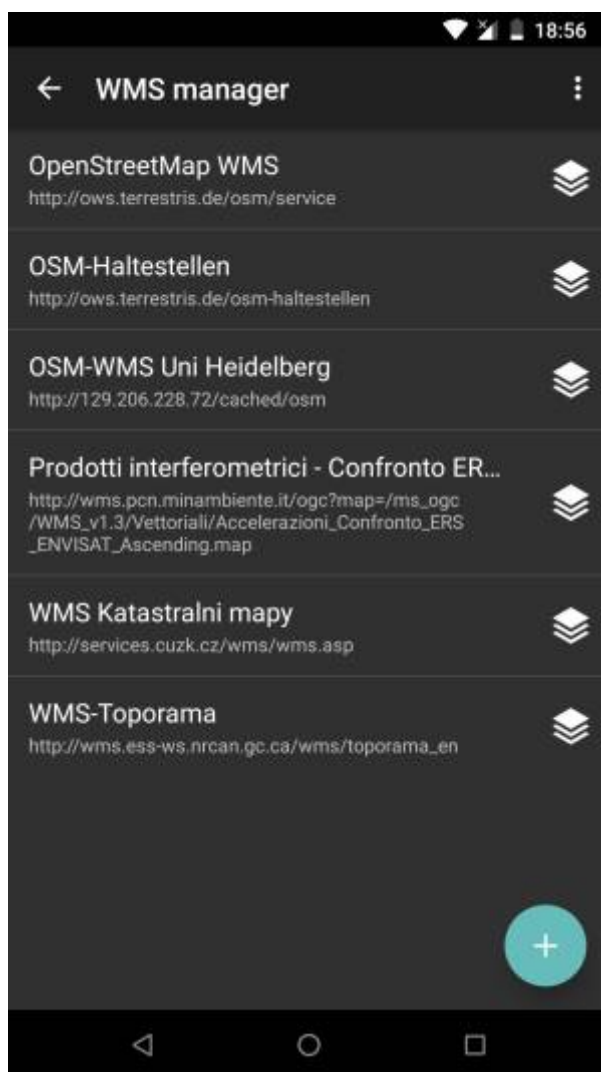 18:56
WMS manager
OpenStreetMap WMS
http://ows.terrestris.de/osm/service
OSM-Haltestellen
http://ows.terrestris.de/osm-haltestellen
OSM-WMS Uni Heidelberg
http://129.206.228.72/cached/osm
Prodotti interferometrici - Confronto ER...
http://wms.pcn.minambiente.it/ogc?map=/ms_ogc
/WMS_v1.3/Vettoriali/Accelerazioni_Confronto_ERS
_ENVISAT_Ascending.map
WMS Katastralni mapy
http://services.cuzk.cz/wms/wms.asp
WMS-Toporama
http://wms.ess-ws.nrcan.gc.ca/wms/toporama_en